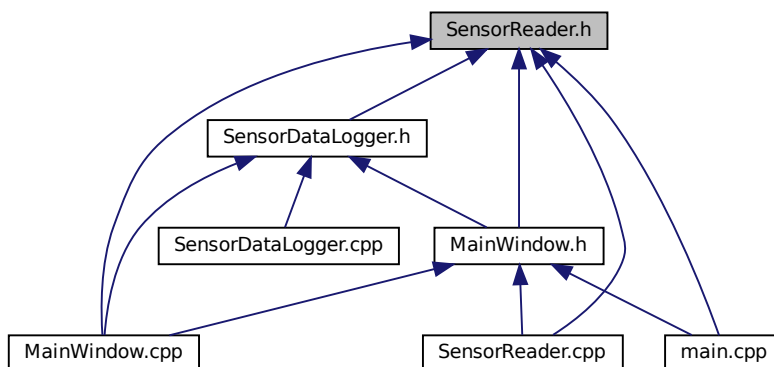 SensorReader.h
SensorDataLogger.h
SensorDataLogger.cpp
MainWindow.h
MainWindow.cpp
SensorReader.cpp
main.cpp